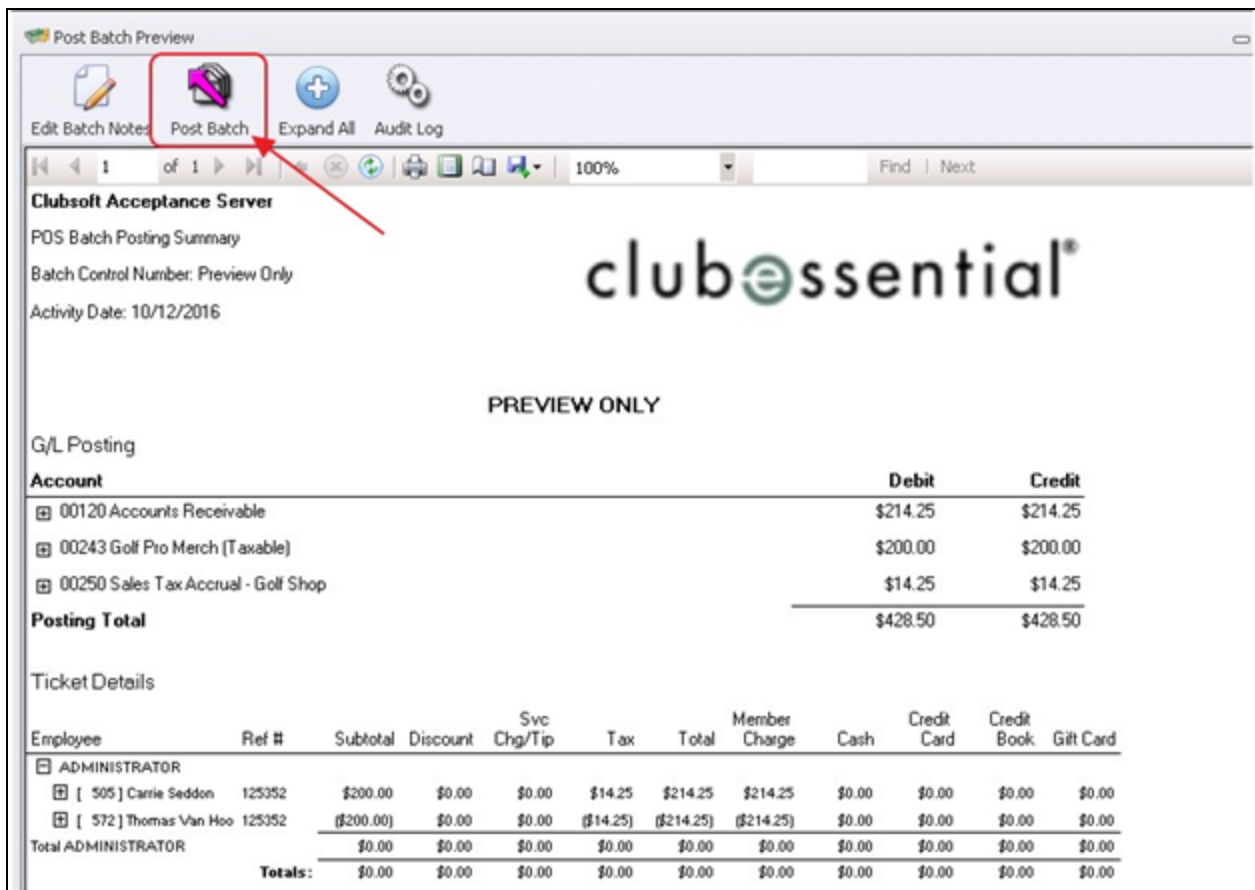 Post Batch Preview
Edit Batch Notes Post Batch Expand All Audit Log
1 of 1 100% Find | Next
Clubsoft Acceptance Server
POS Batch Posting Summary
Batch Control Number: Preview Only
Activity Date: 10/12/2016
clubessential®
PREVIEW ONLY
G/L Posting
Account Debit Credit
00120 Accounts Receivable $214.25 $214.25
00243 Golf Pro Merch (Taxable) $200.00 $200.00
00250 Sales Tax Accrual - Golf Shop $14.25 $14.25
Posting Total $428.50 $428.50
Ticket Details
Svc Member Credit Credit
Employee Ref # Subtotal Discount Chg/Tip Tax Total Charge Cash Card Book Gift Card
ADMINISTRATOR
[ 505 ] Carrie Seddon 125352 $200.00 $0.00 $0.00 $14.25 $214.25 $214.25 $0.00 $0.00 $0.00 $0.00
[ 572 ] Thomas Van Hoo 125352 ($200.00) $0.00 $0.00 ($14.25) ($214.25) ($214.25) $0.00 $0.00 $0.00 $0.00
Total ADMINISTRATOR $0.00 $0.00 $0.00 $0.00 $0.00 $0.00 $0.00 $0.00 $0.00 $0.00
Totals: $0.00 $0.00 $0.00 $0.00 $0.00 $0.00 $0.00 $0.00 $0.00 $0.00